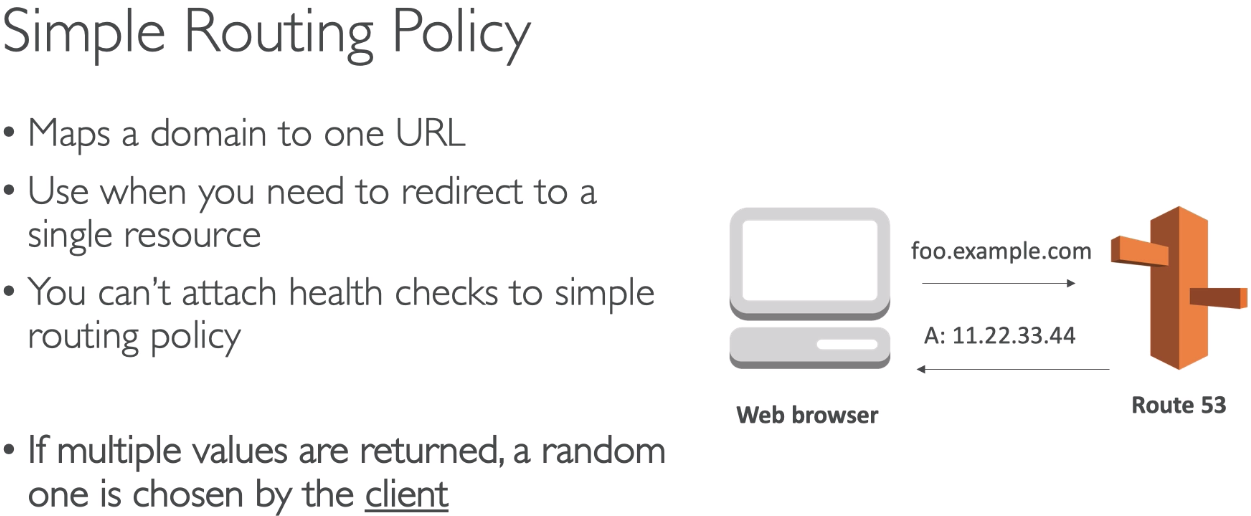 Simple Routing Policy
• Maps a domain to one URL
• Use when you need to redirect to a
single resource
• You can't attach health checks to simple
routing policy
• If multiple values are returned, a random
one is chosen by the client
foo.example.com
A: 11.22.33.44
Web browser
Route 53